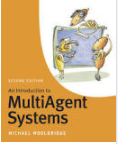 SECOND EDITION
An Introduction to
MultiAgent
Systems
MICHAEL WOOLDRIDGE